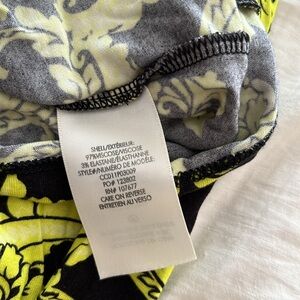 SHELL/EXTÉRIEUR:
97%VISCOSE/VISCOSE
3% ELASTANE/ÉLASTHANNE
STYLE#/NUMÉRO DE MODÈLE:
CCD11P03009
PO# 123802
RN# 107677
CARE ON REVERSE
ENTRETIEN AU VERSO